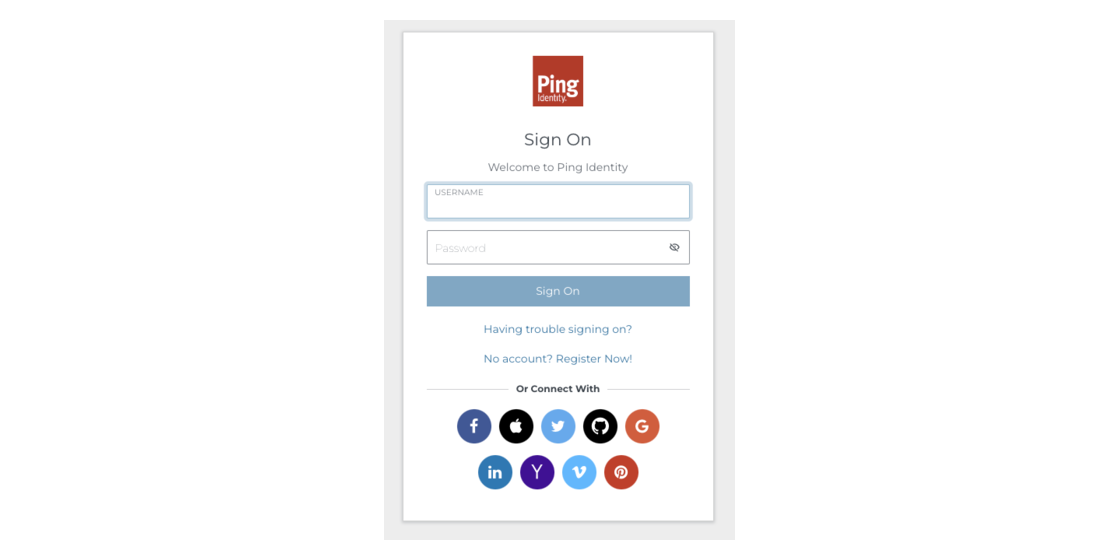 Ping
Identity®
Sign On
Welcome to Ping Identity
USERNAME
Password
Sign On
Having trouble signing on?
No account? Register Now!
Or Connect With